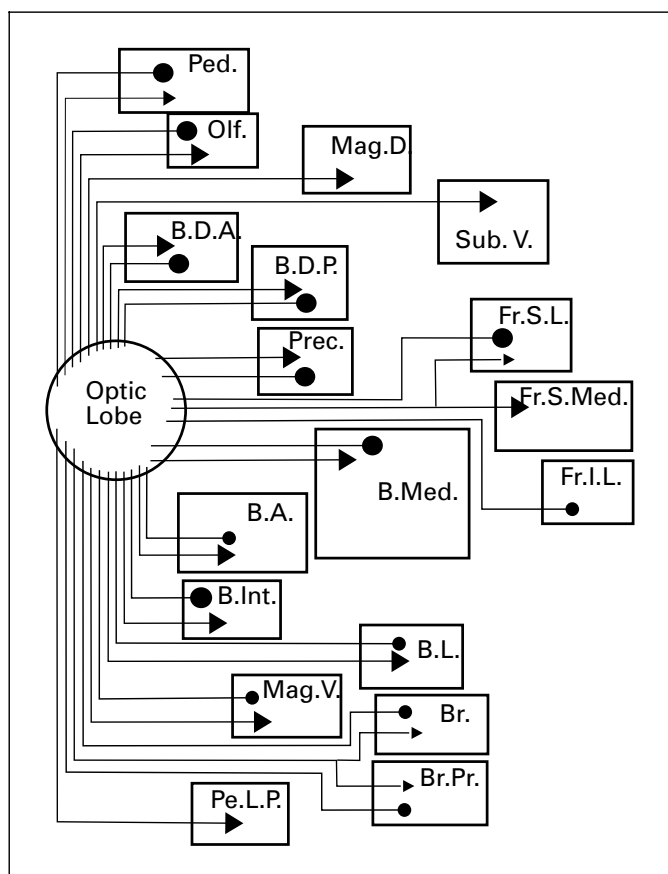 Ped.
Olf.
Mag.D.
Sub. V.
B.D.A.
B.D.P.
Fr.S.L.
Prec.
Optic
Lobe
Fr.S.Med.
Fr.I.L.
B.Med.
B.A.
B.Int.
B.L.
Mag.V.
Br.
Br.Pr.
Pe.L.P.